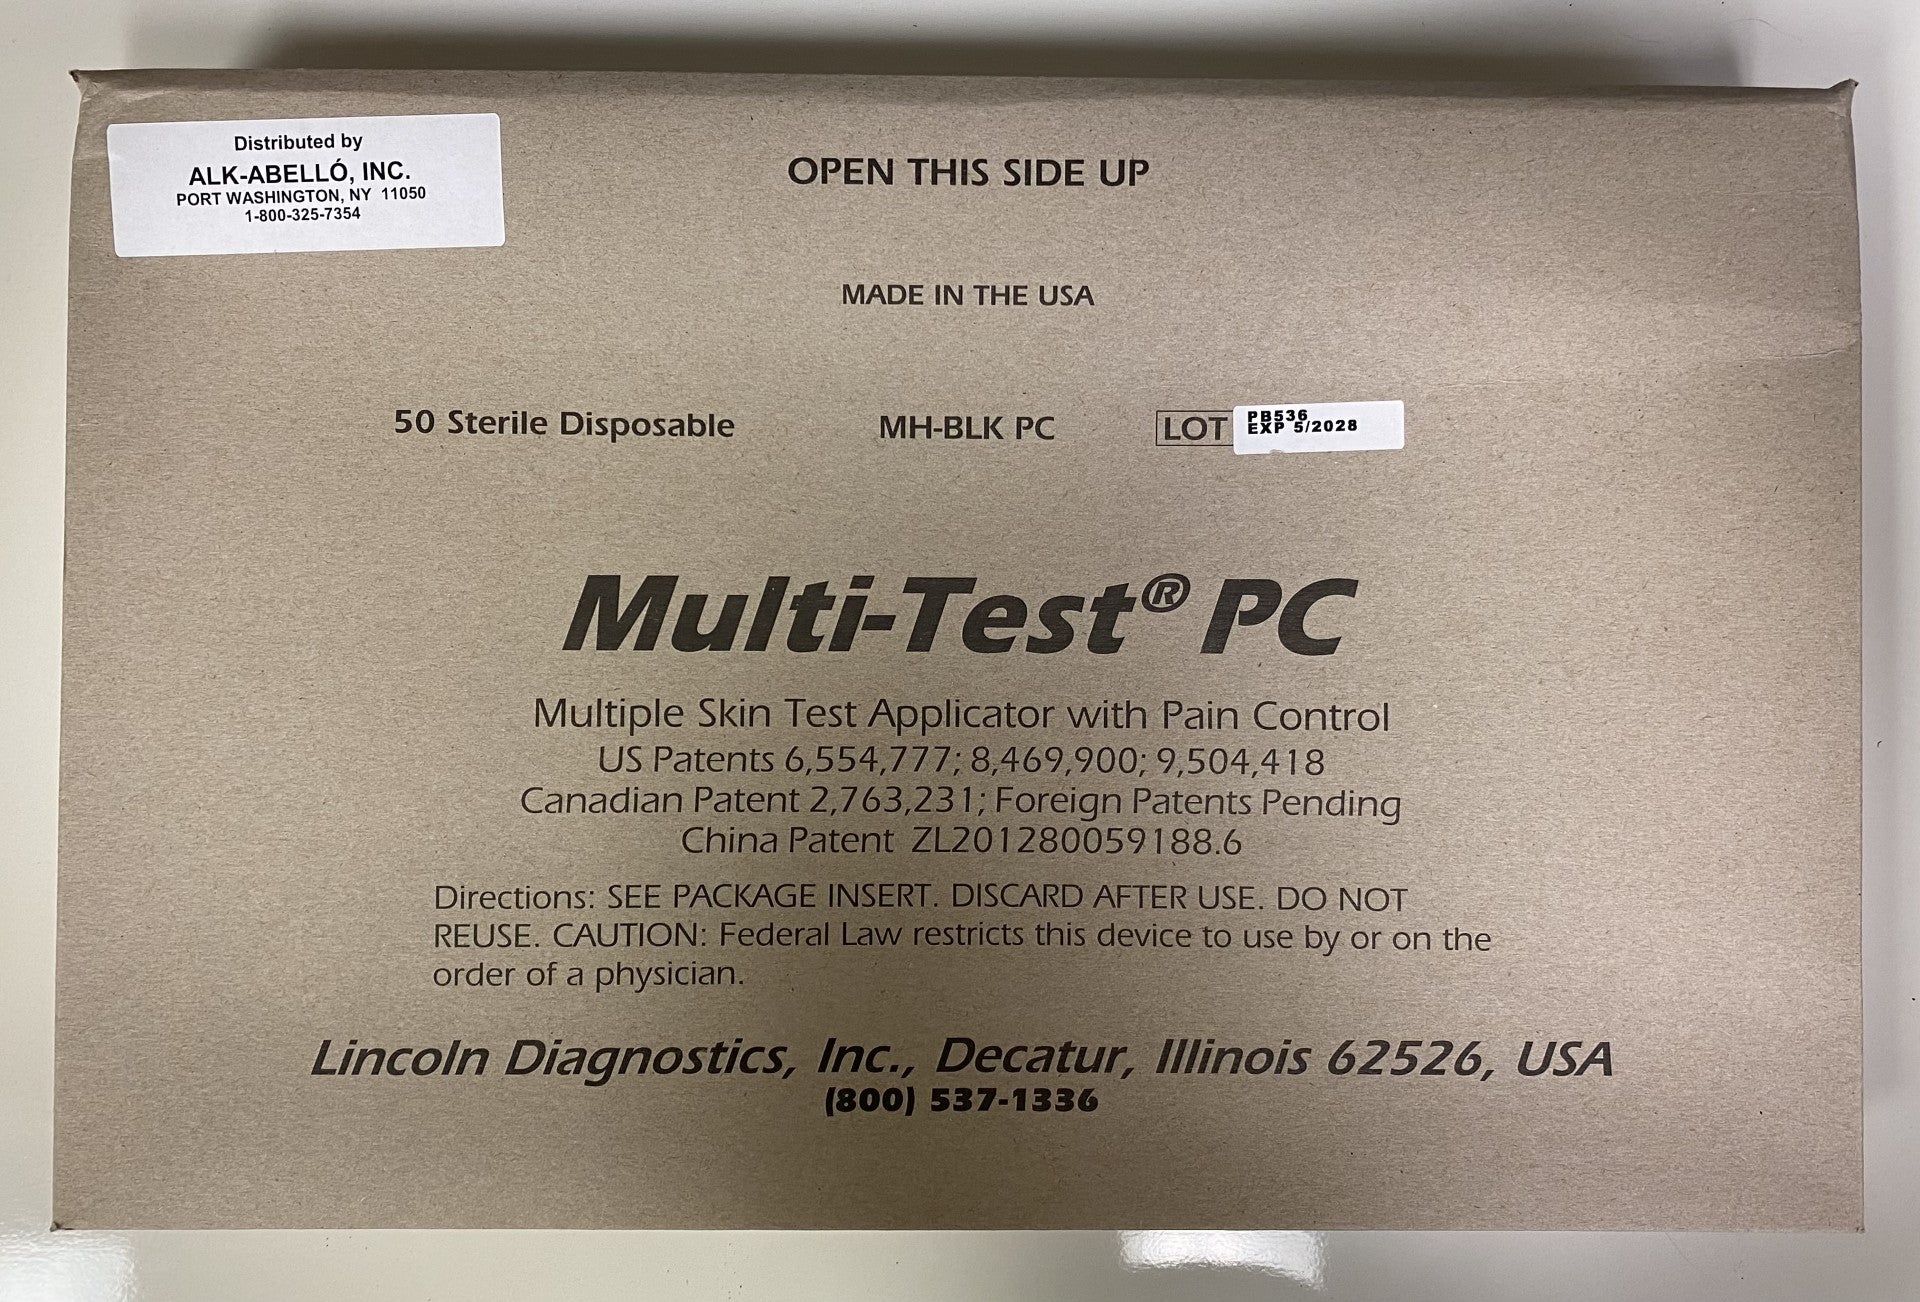 Distributed by
ALK-ABELLÓ, INC.
PORT WASHINGTON, NY 11050
1-800-325-7354
OPEN THIS SIDE UP
MADE IN THE USA
50 Sterile Disposable MH-BLK PC LOT PB536
EXP 5/2028
Multi-Test® PC
Multiple Skin Test Applicator with Pain Control
US Patents 6,554,777; 8,469,900; 9,504,418
Canadian Patent 2,763,231; Foreign Patents Pending
China Patent ZL201280059188.6
Directions: SEE PACKAGE INSERT. DISCARD AFTER USE. DO NOT
REUSE. CAUTION: Federal Law restricts this device to use by or on the
order of a physician.
Lincoln Diagnostics, Inc., Decatur, Illinois 62526, USA
(800) 537-1336